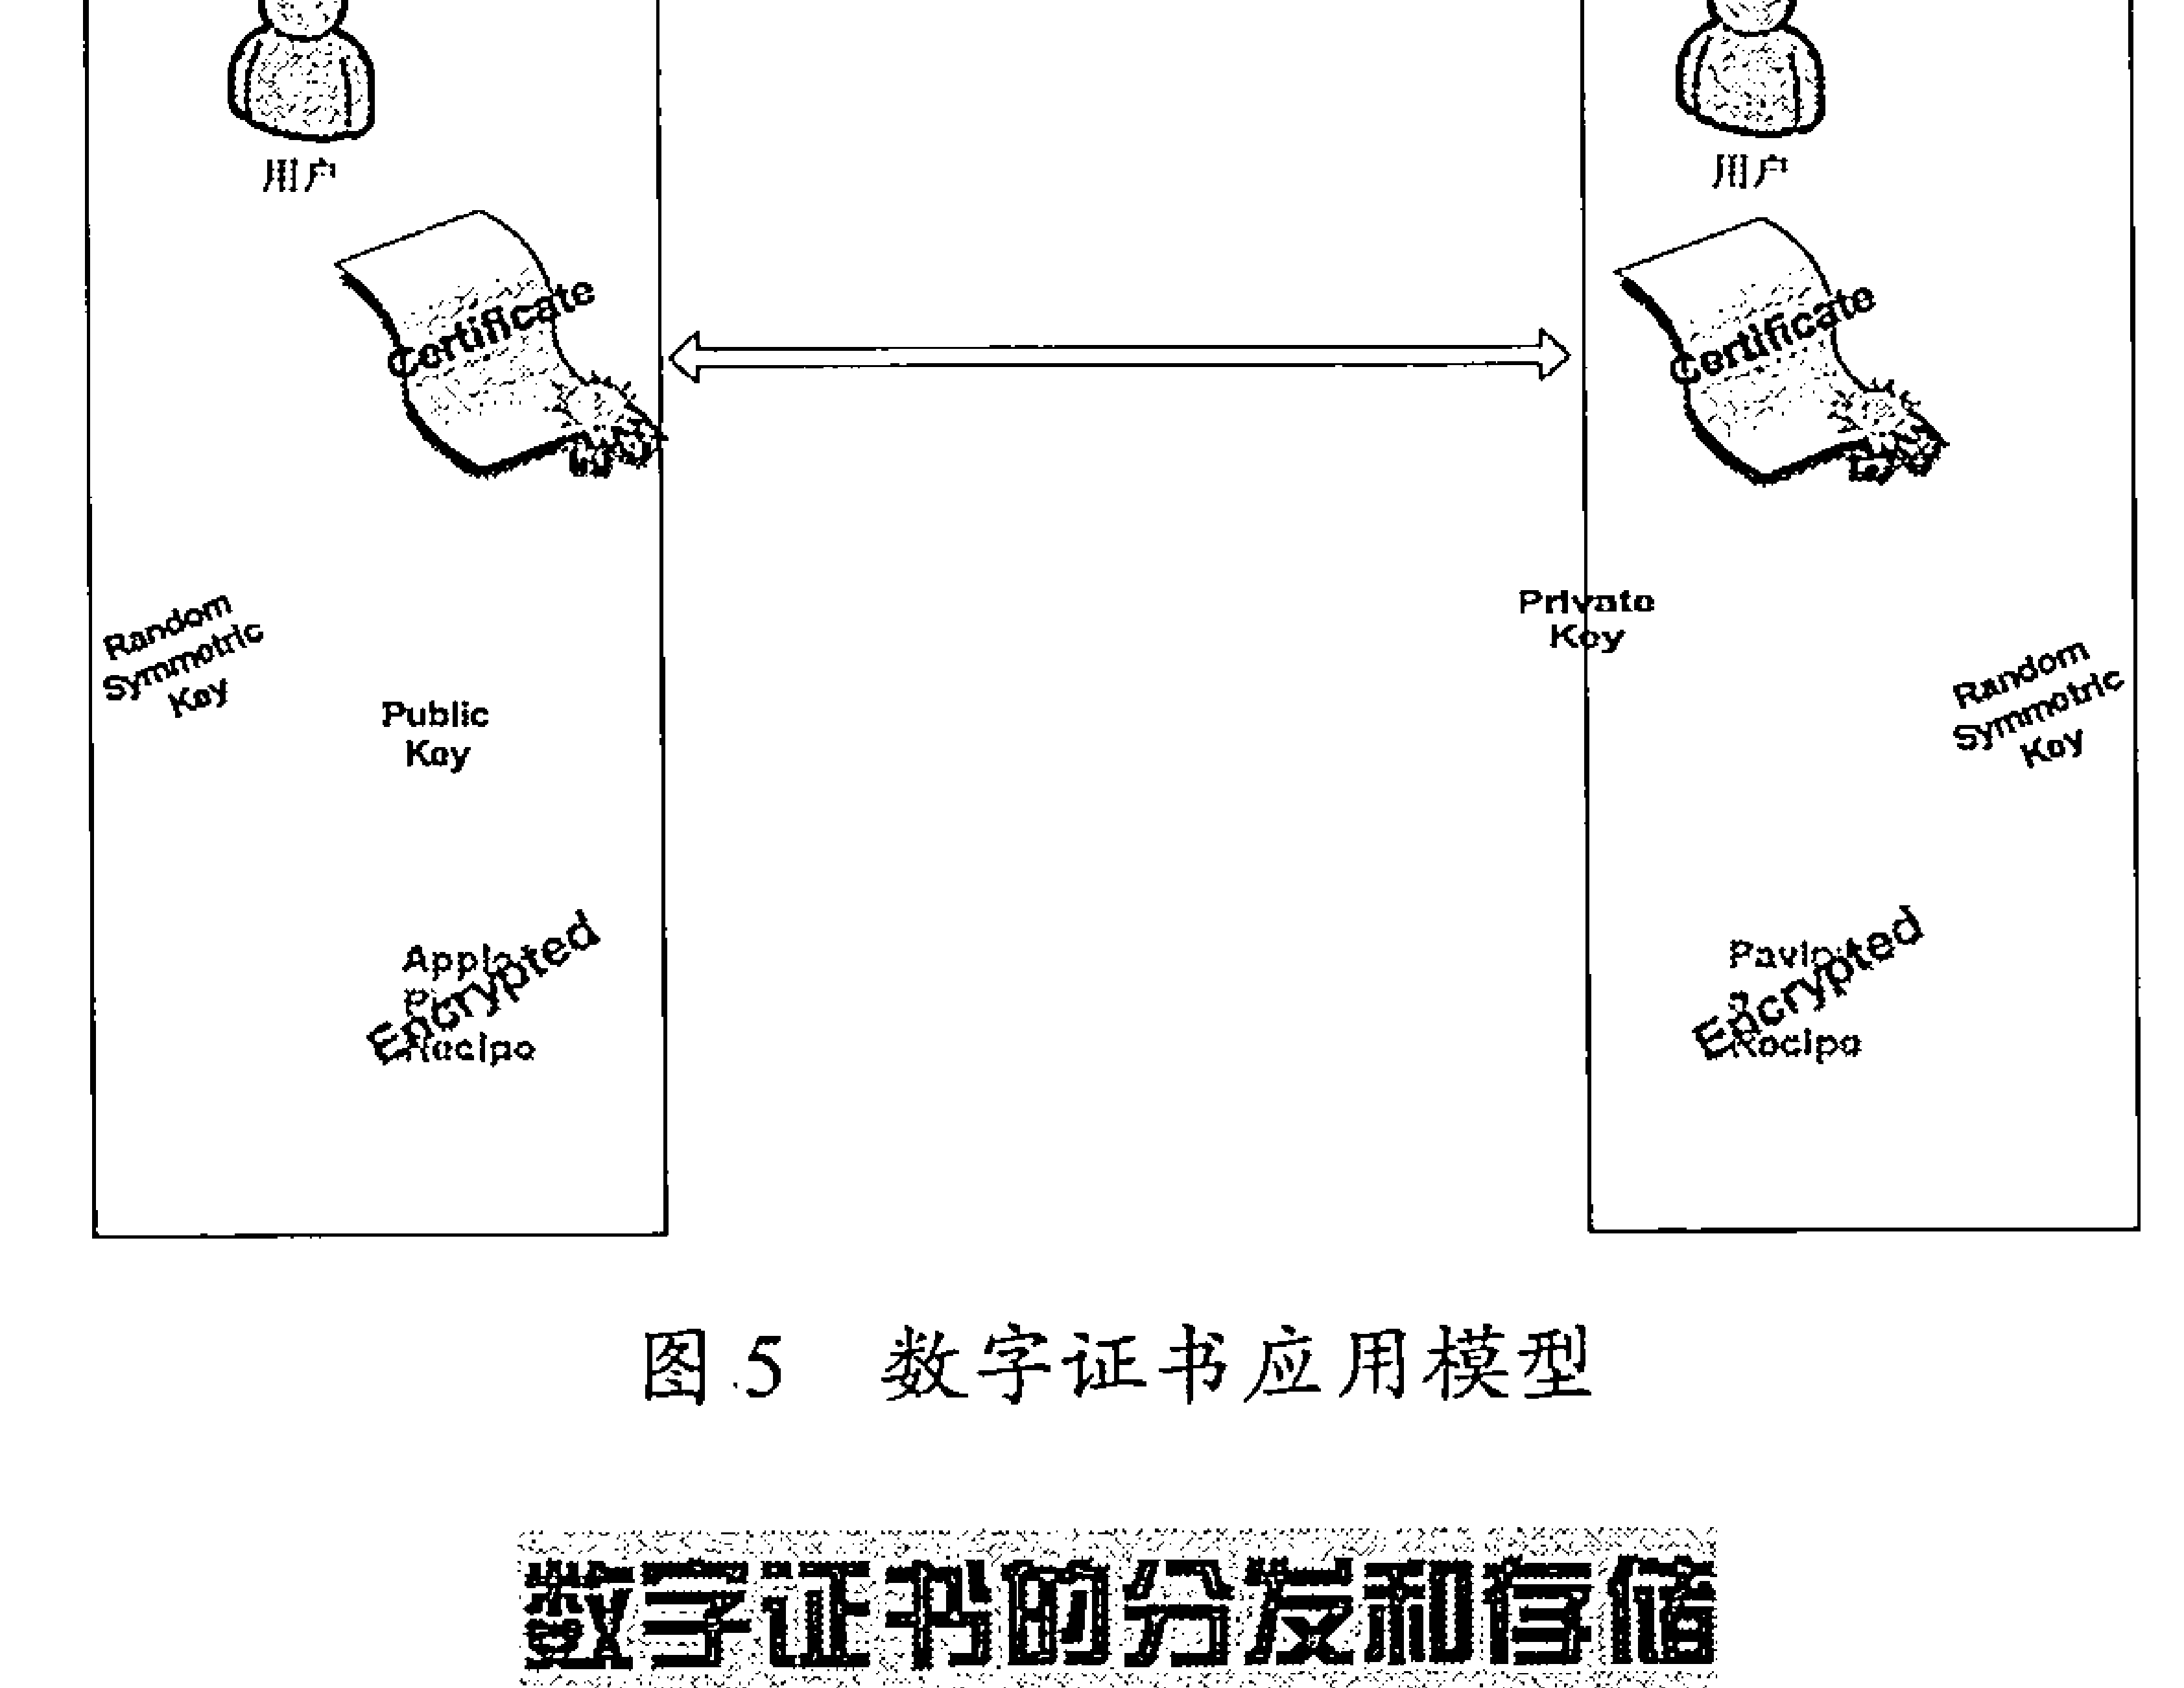 用户
用户
Certificate
Certificate
Random
Symmetric
Key
Public
Key
Private
Key
Random
Symmetric
Key
Encrypted
Recipe
Encrypted
Recipe
图 5 数字证书应用模型
数字证书的分发和存储